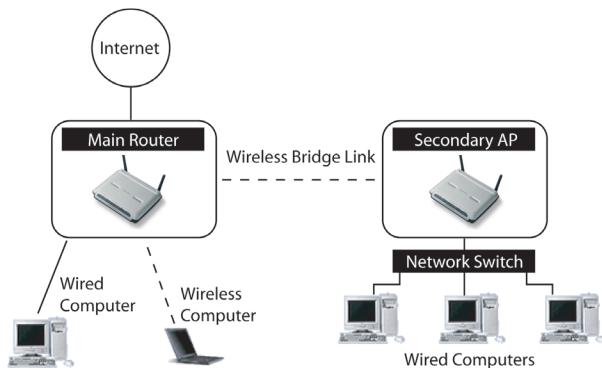 Internet
Main Router
Secondary AP
Wireless Bridge Link
Network Switch
Wired
Computer
Wireless
Computer
Wired Computers